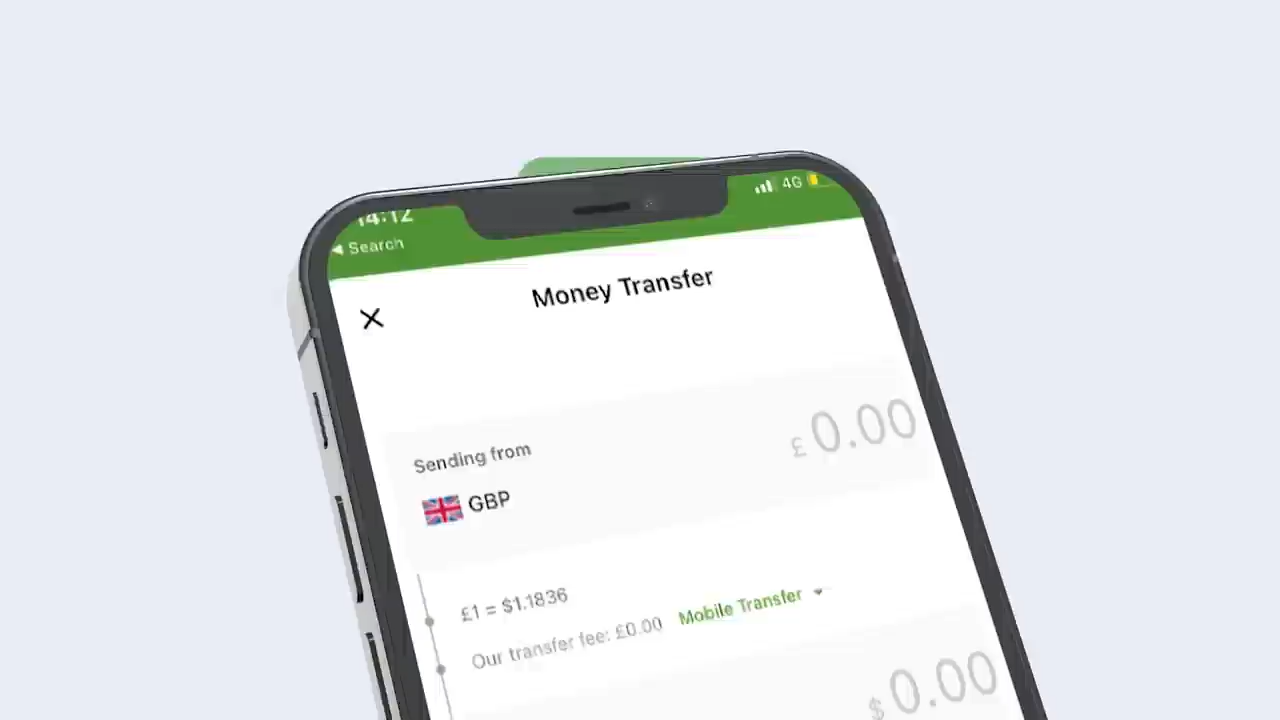 14:12
4G
◀ Search
Money Transfer
Sending from
£ 0.00
GBP
£1 = $1.1836
Our transfer fee: £0.00 Mobile Transfer
$ 0.00